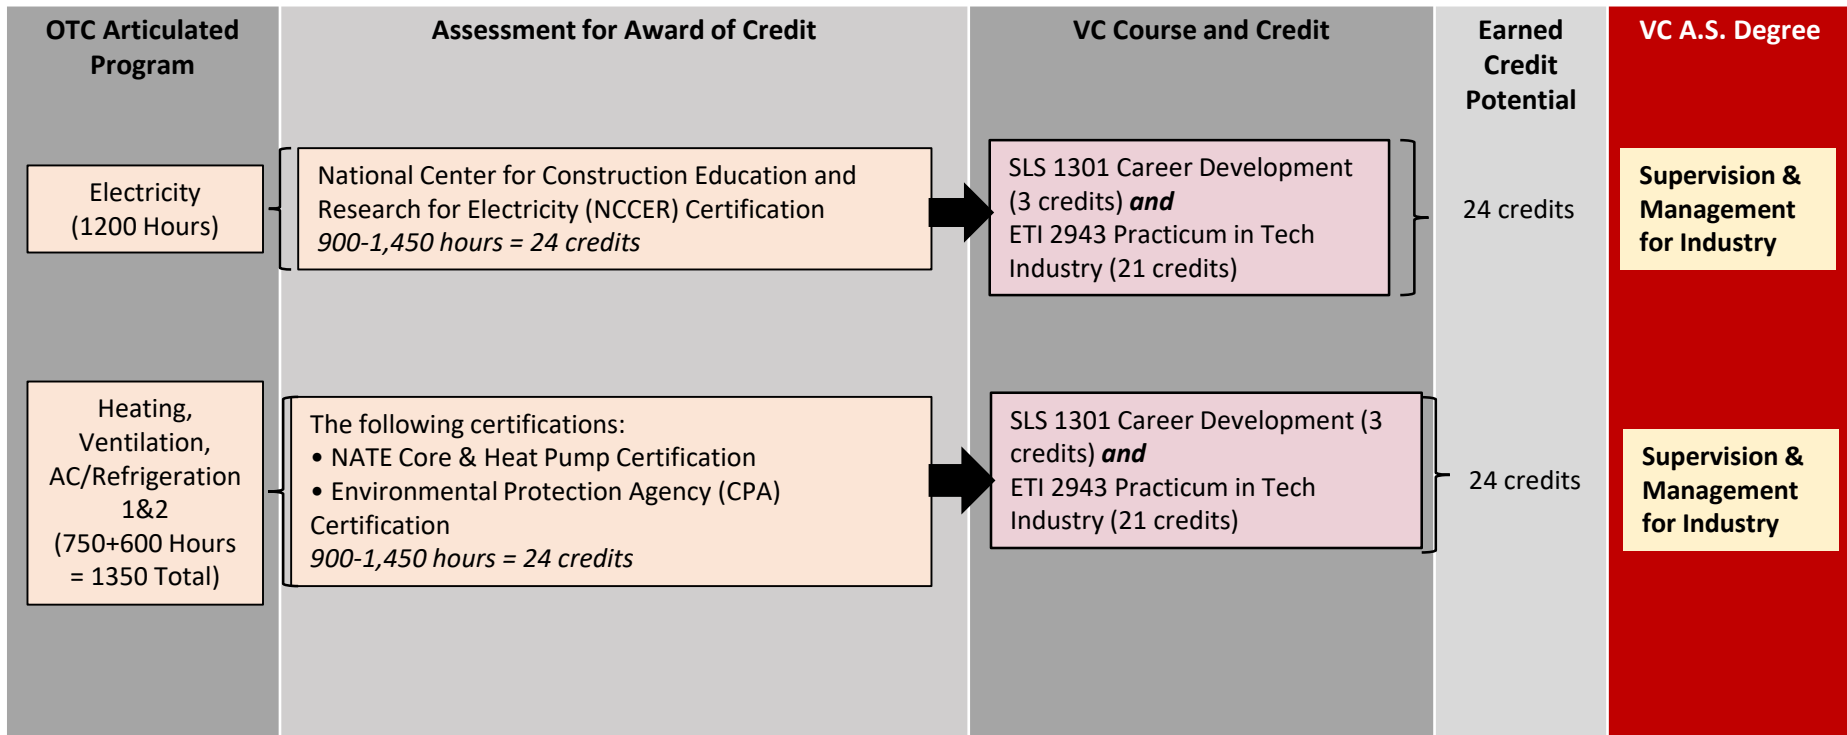 OTC Articulated
Program
Assessment for Award of Credit
VC Course and Credit
Earned
Credit
Potential
VC A.S. Degree
Electricity
(1200 Hours)
National Center for Construction Education and
Research for Electricity (NCCER) Certification
900-1,450 hours = 24 credits
SLS 1301 Career Development
(3 credits) and
ETI 2943 Practicum in Tech
Industry (21 credits)
24 credits
Supervision &
Management
for Industry
Heating,
Ventilation,
AC/Refrigeration
1&2
(750+600 Hours
= 1350 Total)
The following certifications:
• NATE Core & Heat Pump Certification
• Environmental Protection Agency (CPA)
Certification
900-1,450 hours = 24 credits
SLS 1301 Career Development (3
credits) and
ETI 2943 Practicum in Tech
Industry (21 credits)
24 credits
Supervision &
Management
for Industry